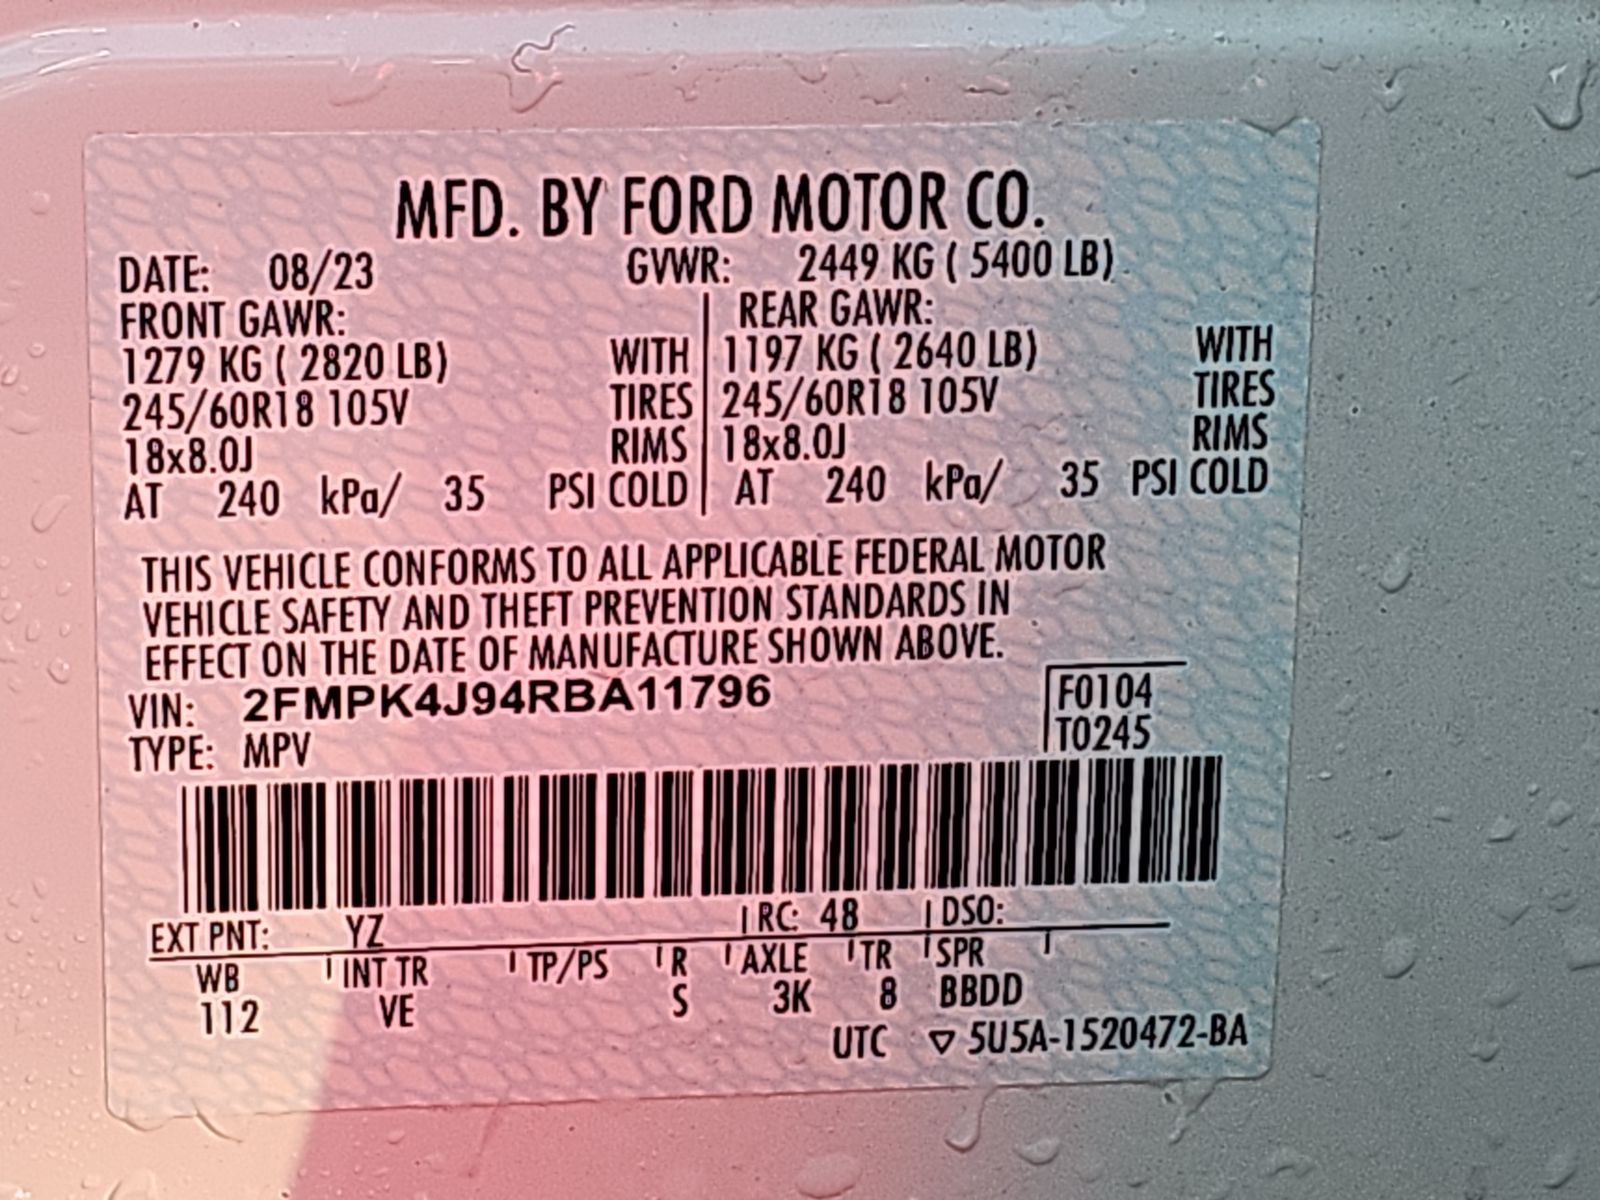 MFD. BY FORD MOTOR CO.
DATE: 08/23 GVWR: 2449 KG ( 5400 LB)
FRONT GAWR: REAR GAWR:
1279 KG ( 2820 LB) WITH 1197 KG ( 2640 LB) WITH
245/60R18 105V TIRES 245/60R18 105V TIRES
18x8.0J RIMS 18x8.0J RIMS
AT 240 kPa/ 35 PSI COLD AT 240 kPa/ 35 PSI COLD
THIS VEHICLE CONFORMS TO ALL APPLICABLE FEDERAL MOTOR
VEHICLE SAFETY AND THEFT PREVENTION STANDARDS IN
EFFECT ON THE DATE OF MANUFACTURE SHOWN ABOVE.
VIN: 2FMPK4J94RBA11796 F0104
TYPE: MPV T0245
EXT PNT: YZ RC: 48 DSO:
WB INT TR TP/PS R AXLE TR SPR
112 VE S 3K 8 BBDD
UTC ▽ 5U5A-1520472-BA